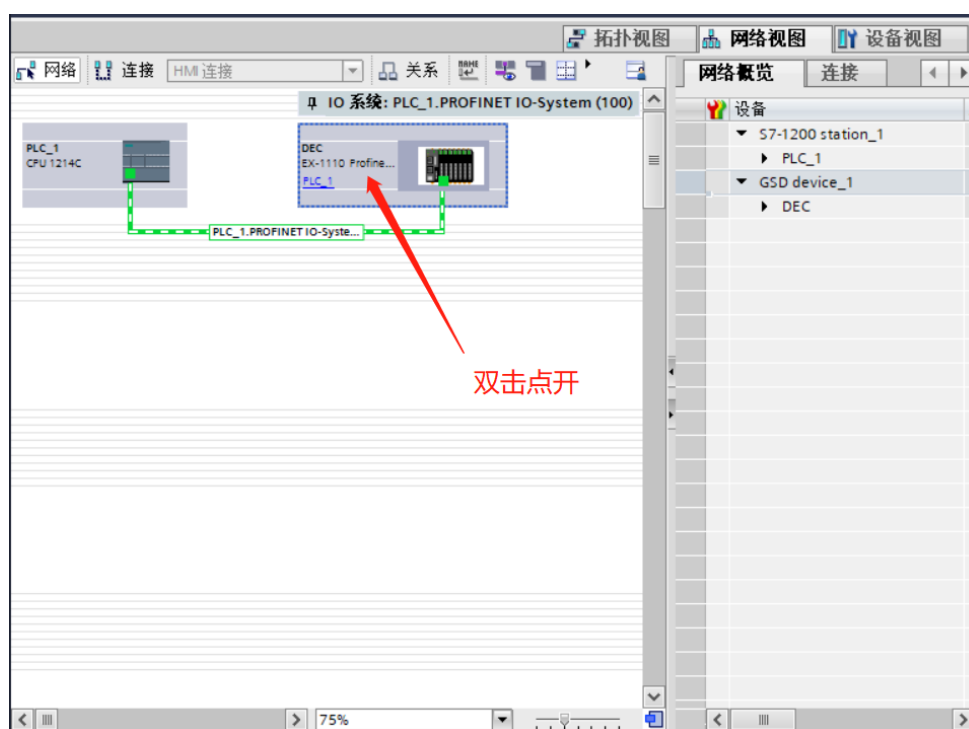 拓扑视图 网络视图 设备视图
网络 连接 HMI 连接 关系
网络概览 连接
IO 系统: PLC_1.PROFINET IO-System (100)
设备
PLC_1
CPU 1214C
DEC
EX-1110 Profine...
PLC_1
PLC_1.PROFINET IO-Syste...
S7-1200 station_1
PLC_1
GSD device_1
DEC
双击点开
75%